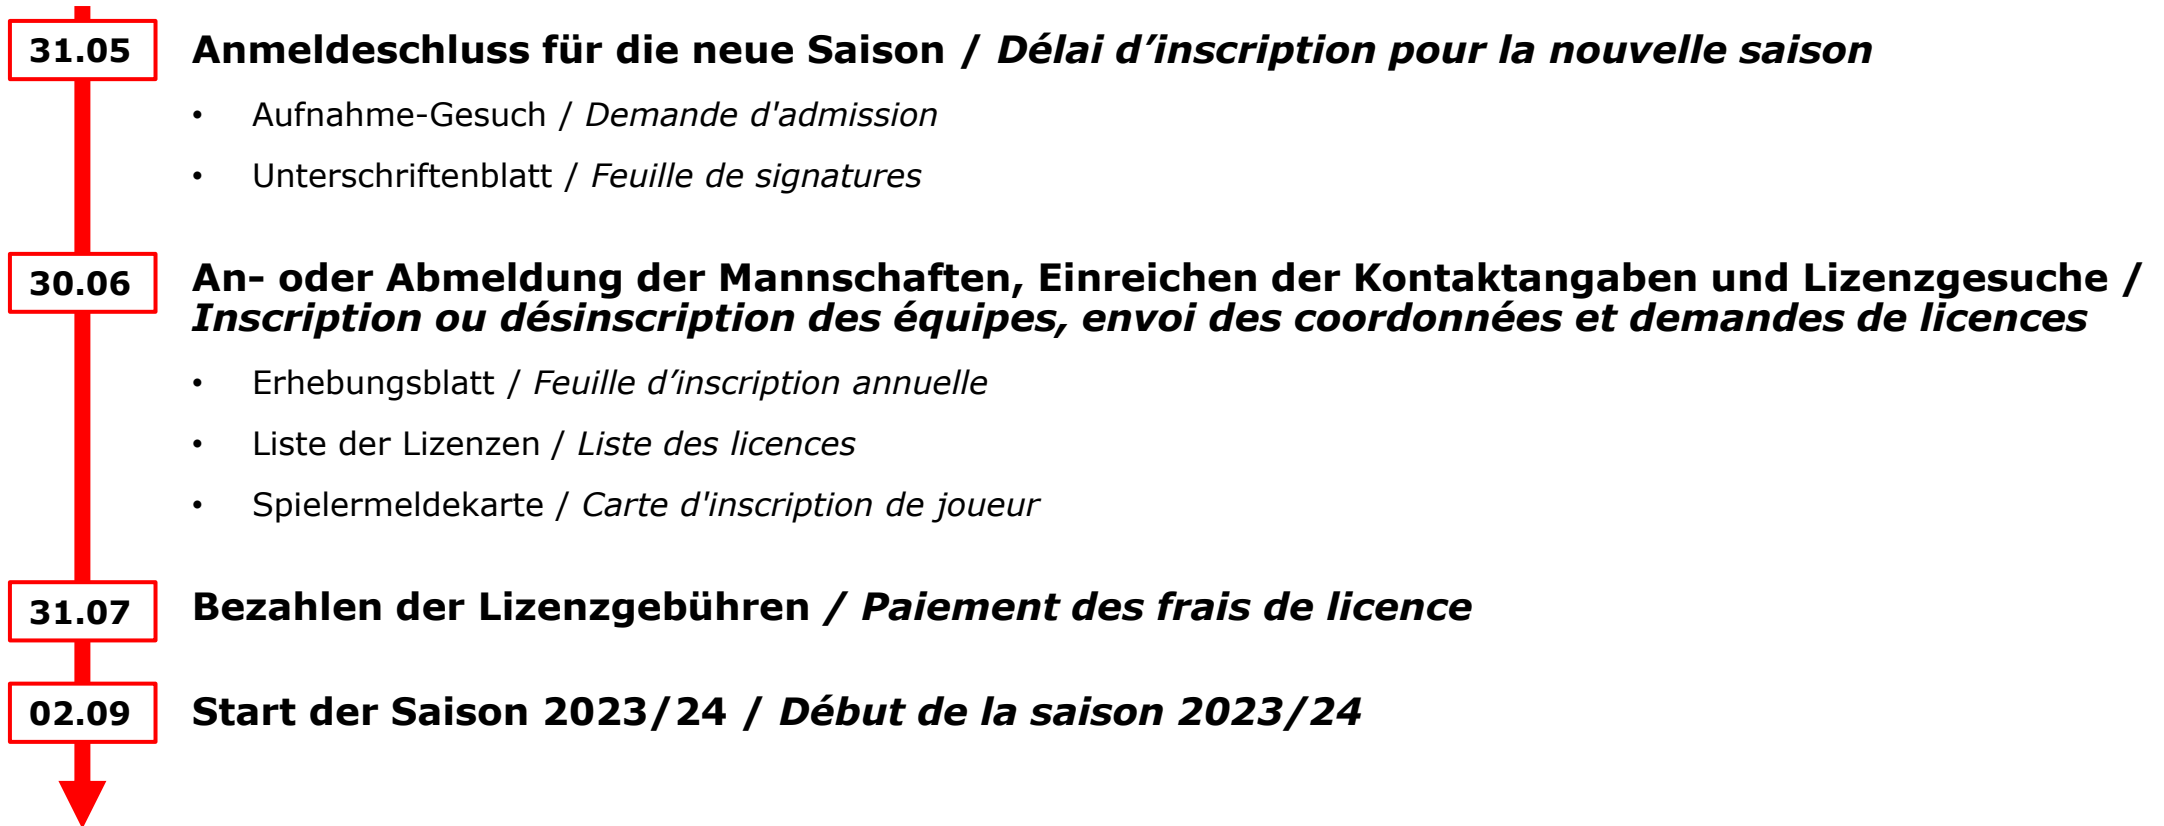 31.05
Anmeldeschluss für die neue Saison / Délai d’inscription pour la nouvelle saison
• Aufnahme-Gesuch / Demande d'admission
• Unterschriftenblatt / Feuille de signatures
30.06
An- oder Abmeldung der Mannschaften, Einreichen der Kontaktangaben und Lizenzgesuche /
Inscription ou désinscription des équipes, envoi des coordonnées et demandes de licences
• Erhebungsblatt / Feuille d’inscription annuelle
• Liste der Lizenzen / Liste des licences
• Spielermeldekarte / Carte d'inscription de joueur
31.07
Bezahlen der Lizenzgebühren / Paiement des frais de licence
02.09
Start der Saison 2023/24 / Début de la saison 2023/24